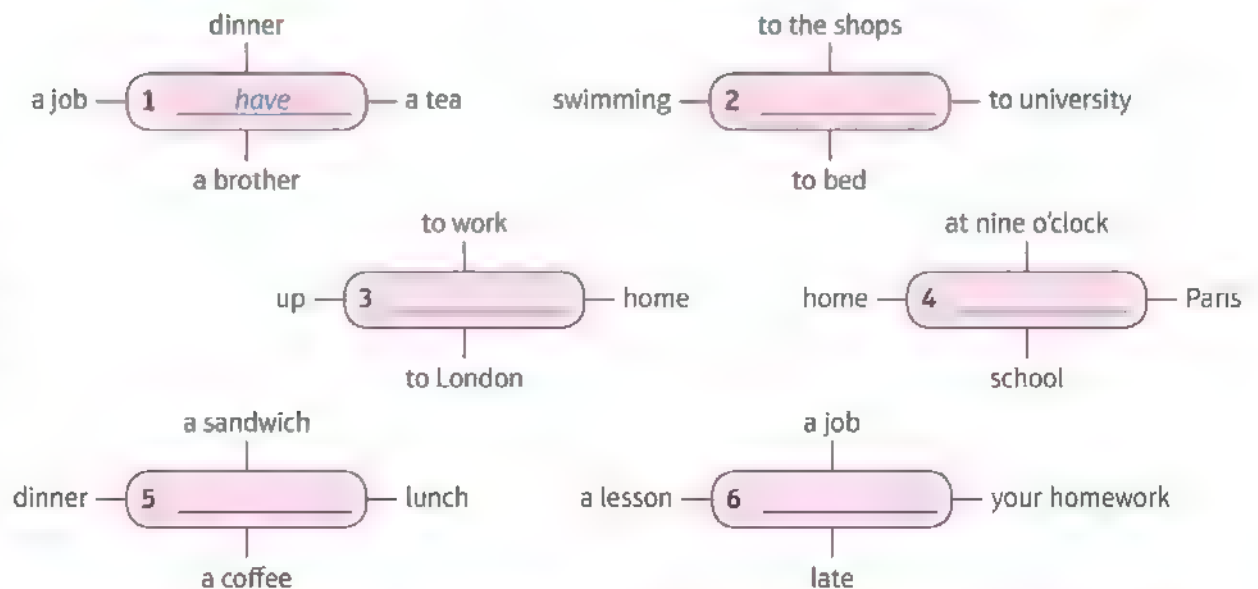 dinner
a job
1 have
a tea
a brother
to the shops
swimming
2
to university
to bed
to work
up
3
home
to London
at nine o'clock
home
4
Paris
school
a sandwich
dinner
5
lunch
a coffee
a job
a lesson
6
your homework
late